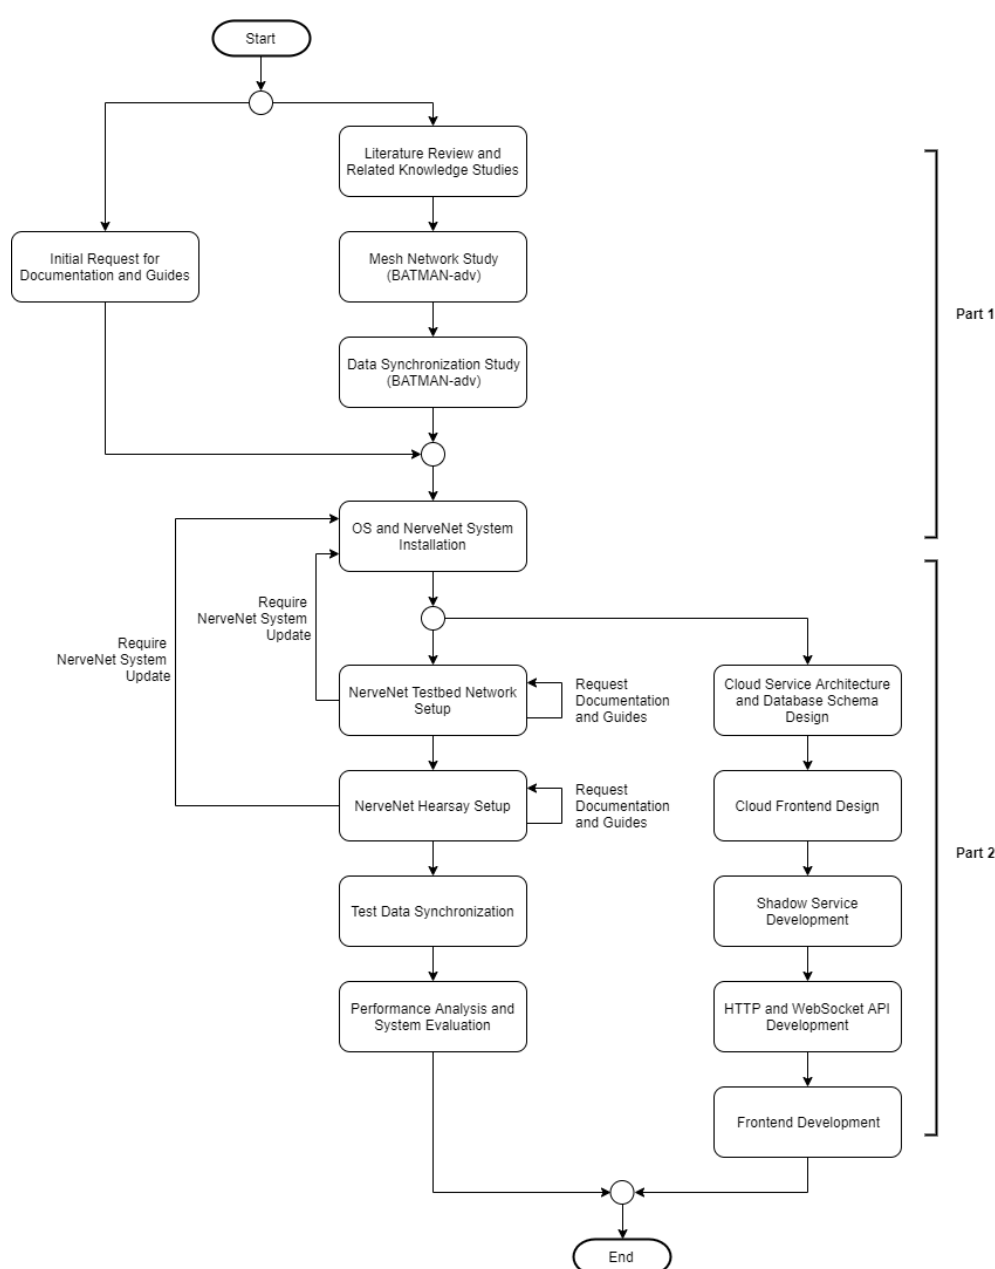 Start
Literature Review and
Related Knowledge Studies
Initial Request for
Documentation and Guides
Mesh Network Study
(BATMAN-adv)
Part 1
Data Synchronization Study
(BATMAN-adv)
OS and NerveNet System
Installation
Require
NerveNet System
Update
Require
NerveNet System
Update
NerveNet Testbed Network
Setup
Request
Documentation
and Guides
Cloud Service Architecture
and Database Schema
Design
NerveNet Hearsay Setup
Request
Documentation
and Guides
Cloud Frontend Design
Part 2
Test Data Synchronization
Shadow Service
Development
Performance Analysis and
System Evaluation
HTTP and WebSocket API
Development
Frontend Development
End